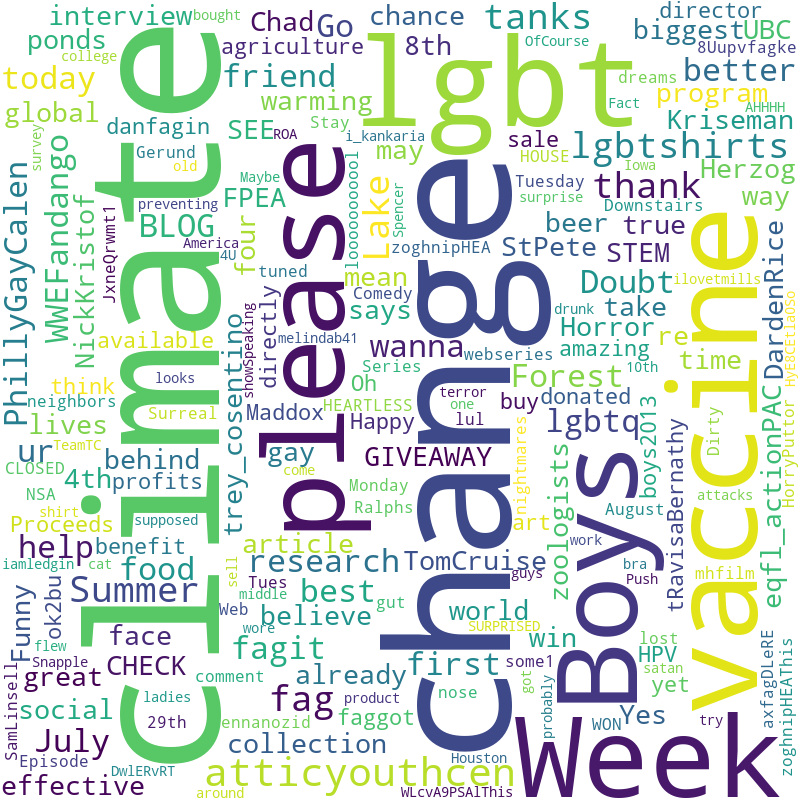 interview
bought
Chad
Go
chance
tanks
director
biggest
UBC
ponds
college
agriculture
8th
OfCourse
8Uupvfagke
today
friend
lgbt
dreams
better
global
warming
Fact
program
AHHHH
danfagin
SEE
ROA
Stay
i_kankaria
sale
lgbtshirts
Kriseman
survey
Gerund
old
may
HOUSE
Iowa
Herzog
WWEFandango
NickKristof
Maybe
FPEA
please
Lake
looooooooool
Spencer
Tuesday
surprise
thank
Downstairs
way
PhillyGayCalen
preventing
America
BLOG
4U
four
zoghnipHEA
beer
true
StPete
STEM
JxneQrwmt1
climate
tuned
mean
change
Doubt
ilovetmills
vaccine
DardenRice
HyEBCEtlaOSo
available
trey_cosentino
showSpeaking
directly
melindab41
Comedy
says
webseries
drunk
take
Horror
re
think
looks
Oh
wanna
Series
amazing
10th
time
neighbors
Surreal
Maddox
HEARTLESS
terror
one
Forest
buy
donated
lives
TeamTC
gay
come
Happy
lul
nightmares
lgbtq
boys2013
tRavisaBernathy
Dirty
eqfl_actionPAC
HorryPuttor
ur
behind
CLOSED
NSA
4th
profits
GIVEAWAY
Monday
Ralphs
art
zoologists
August
attacks
shirt
supposed
Proceeds
help
benefit
article
research
TomCruise
Boys
work
iamledgin
cat
food
sell
middle
Tues
best
gut
guys
bra
Push
mhfilm
Funny
ok2bu
Summer
Web
wore
believe
world
SURPRISED
win
lost
face
fagit
HPV
satan
flew
Snapple
great
CHECK
comment
already
first
some1
yet
SamLinsell
ladies
fag
product
nose
got
probably
axfagDLeRE
zoghnipHEAThis
social
29th
ennanozid
faggot
WON
Yes
try
July
collection
Houston
Week
Episode
DwlERvRT
atticyouthcen
effective
around
WLcvA9PSAlThis